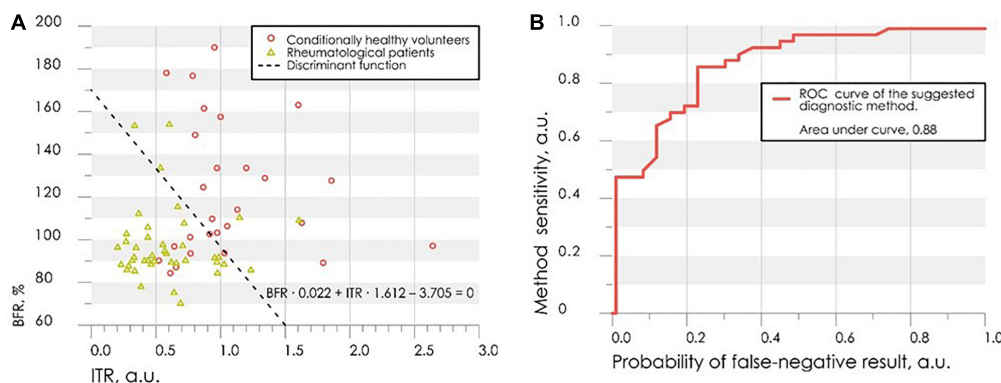 A
200
180
160
140
120
100
80
60
BFR, %
Conditionally healthy volunteers
Rheumatological patients
Discriminant function
BFR · 0.022 + ITR · 1.612 – 3.705 = 0
0.0 0.5 1.0 1.5 2.0 2.5 3.0
ITR, a.u.
B
1.0
0.8
0.6
0.4
0.2
0.0
Method sensitivity, a.u.
ROC curve of the suggested
diagnostic method.
Area under curve, 0.88
0.0 0.2 0.4 0.6 0.8 1.0
Probability of false-negative result, a.u.